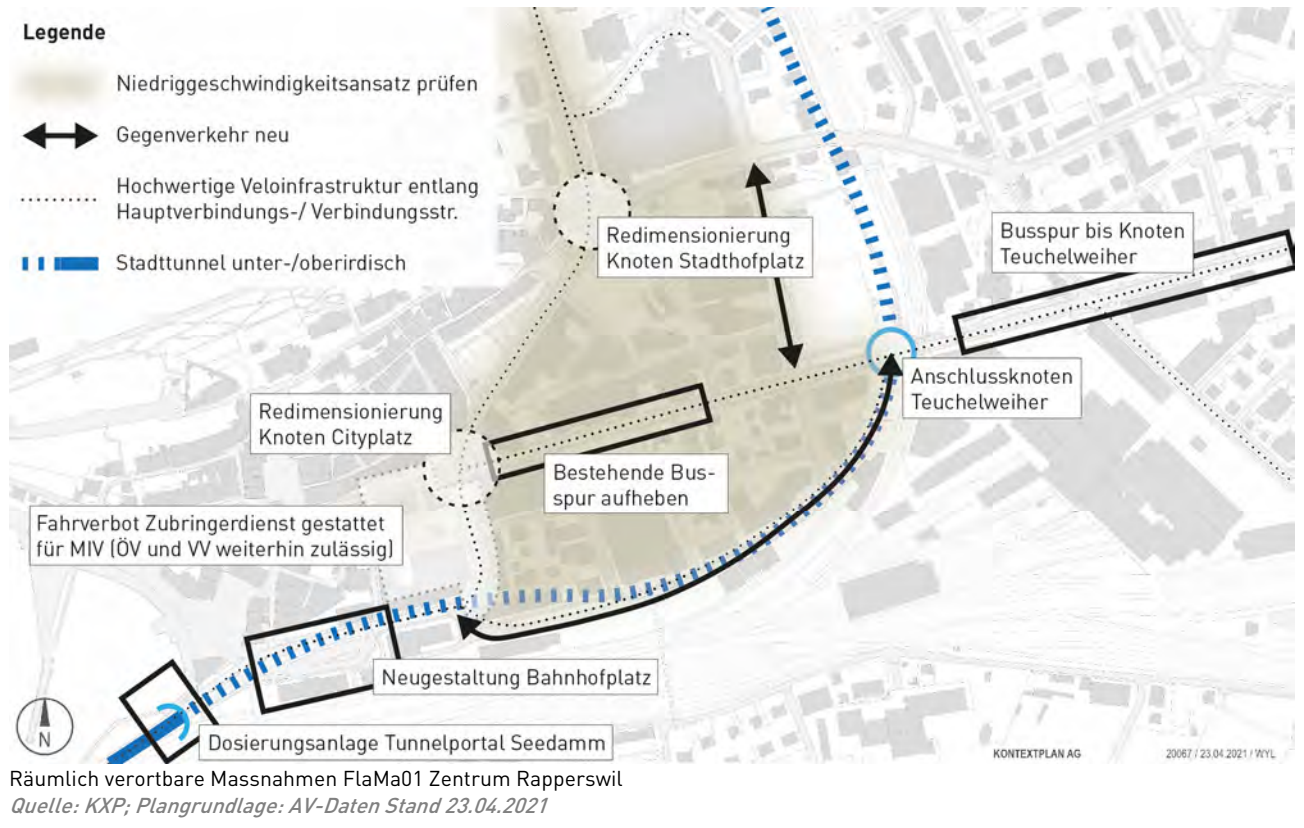 Legende
Niedriggeschwindigkeitsansatz prüfen
Gegenverkehr neu
Hochwertige Veloinfrastruktur entlang
Hauptverbindungs-/ Verbindungsstr.
Stadttunnel unter-/oberirdisch
Redimensionierung
Knoten Stadthofplatz
Busspur bis Knoten
Teuchelweiher
Anschlussknoten
Teuchelweiher
Redimensionierung
Knoten Cityplatz
Bestehende Bus-
spur aufheben
Fahrverbot Zubringerdienst gestattet
für MIV (ÖV und VV weiterhin zulässig)
Neugestaltung Bahnhofplatz
Dosierungsanlage Tunnelportal Seedamm
N
KONTEXTPLAN AG
20067 / 23.04.2021 / WYL
Räumlich verortbare Massnahmen FlaMa01 Zentrum Rapperswil
Quelle: KXP; Plangrundlage: AV-Daten Stand 23.04.2021